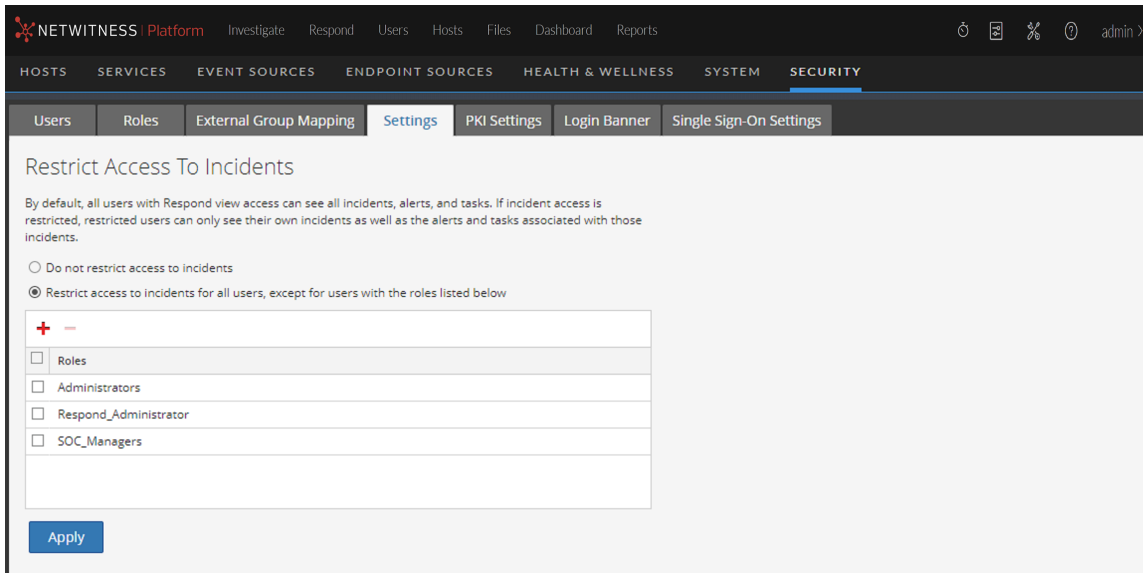 NETWITNESS | Platform Investigate Respond Users Hosts Files Dashboard Reports admin
HOSTS SERVICES EVENT SOURCES ENDPOINT SOURCES HEALTH & WELLNESS SYSTEM SECURITY
Users Roles External Group Mapping Settings PKI Settings Login Banner Single Sign-On Settings
Restrict Access To Incidents
By default, all users with Respond view access can see all incidents, alerts, and tasks. If incident access is
restricted, restricted users can only see their own incidents as well as the alerts and tasks associated with those
incidents.
Do not restrict access to incidents
Restrict access to incidents for all users, except for users with the roles listed below
Roles
Administrators
Respond_Administrator
SOC_Managers
Apply